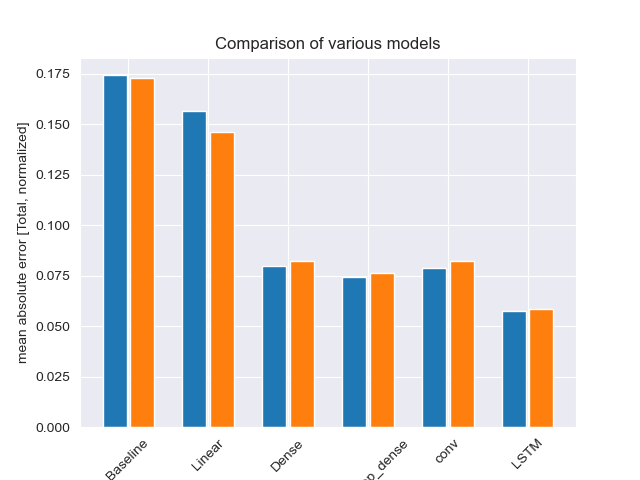 Comparison of various models
mean absolute error [Total, normalized]
0.175
0.150
0.125
0.100
0.075
0.050
0.025
0.000
Baseline
Linear
Dense
p_dense
conv
LSTM